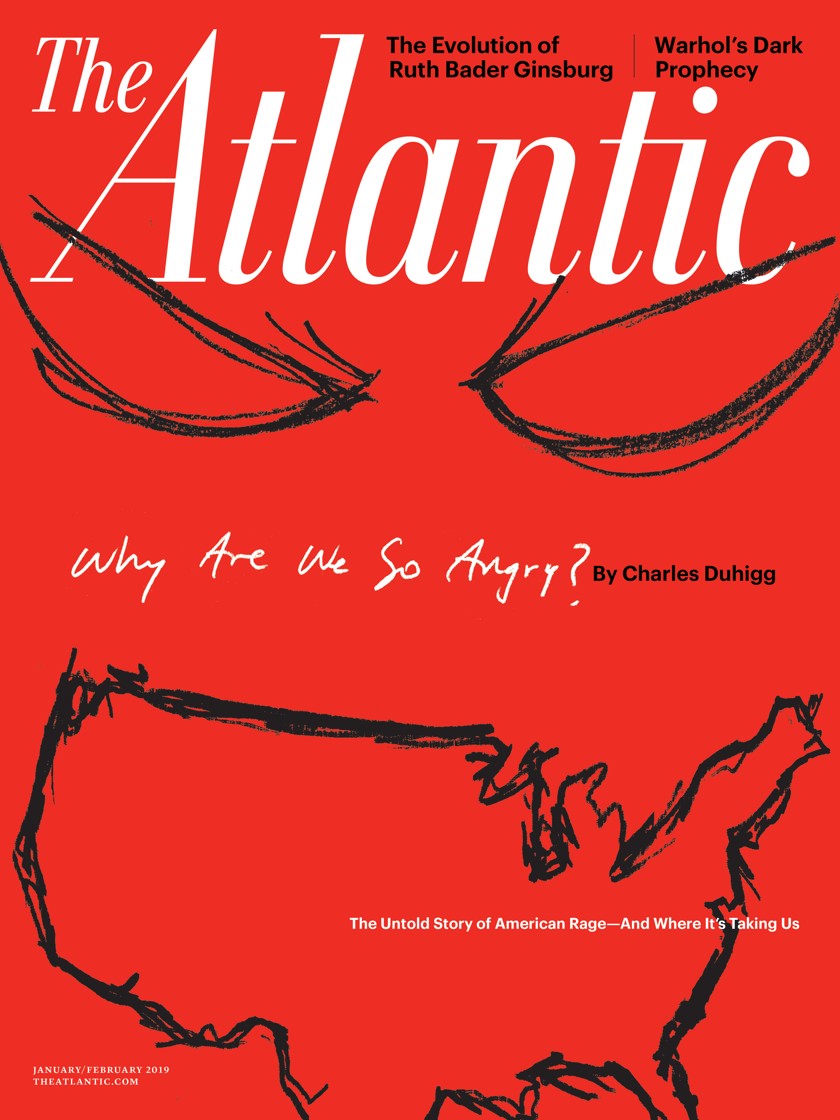 The Atlantic
The Evolution of
Ruth Bader Ginsburg
Warhol's Dark
Prophecy
Why Are We So Angry? By Charles Duhigg
The Untold Story of American Rage—And Where It's Taking Us
JANUARY/FEBRUARY 2019
THEATLANTIC.COM